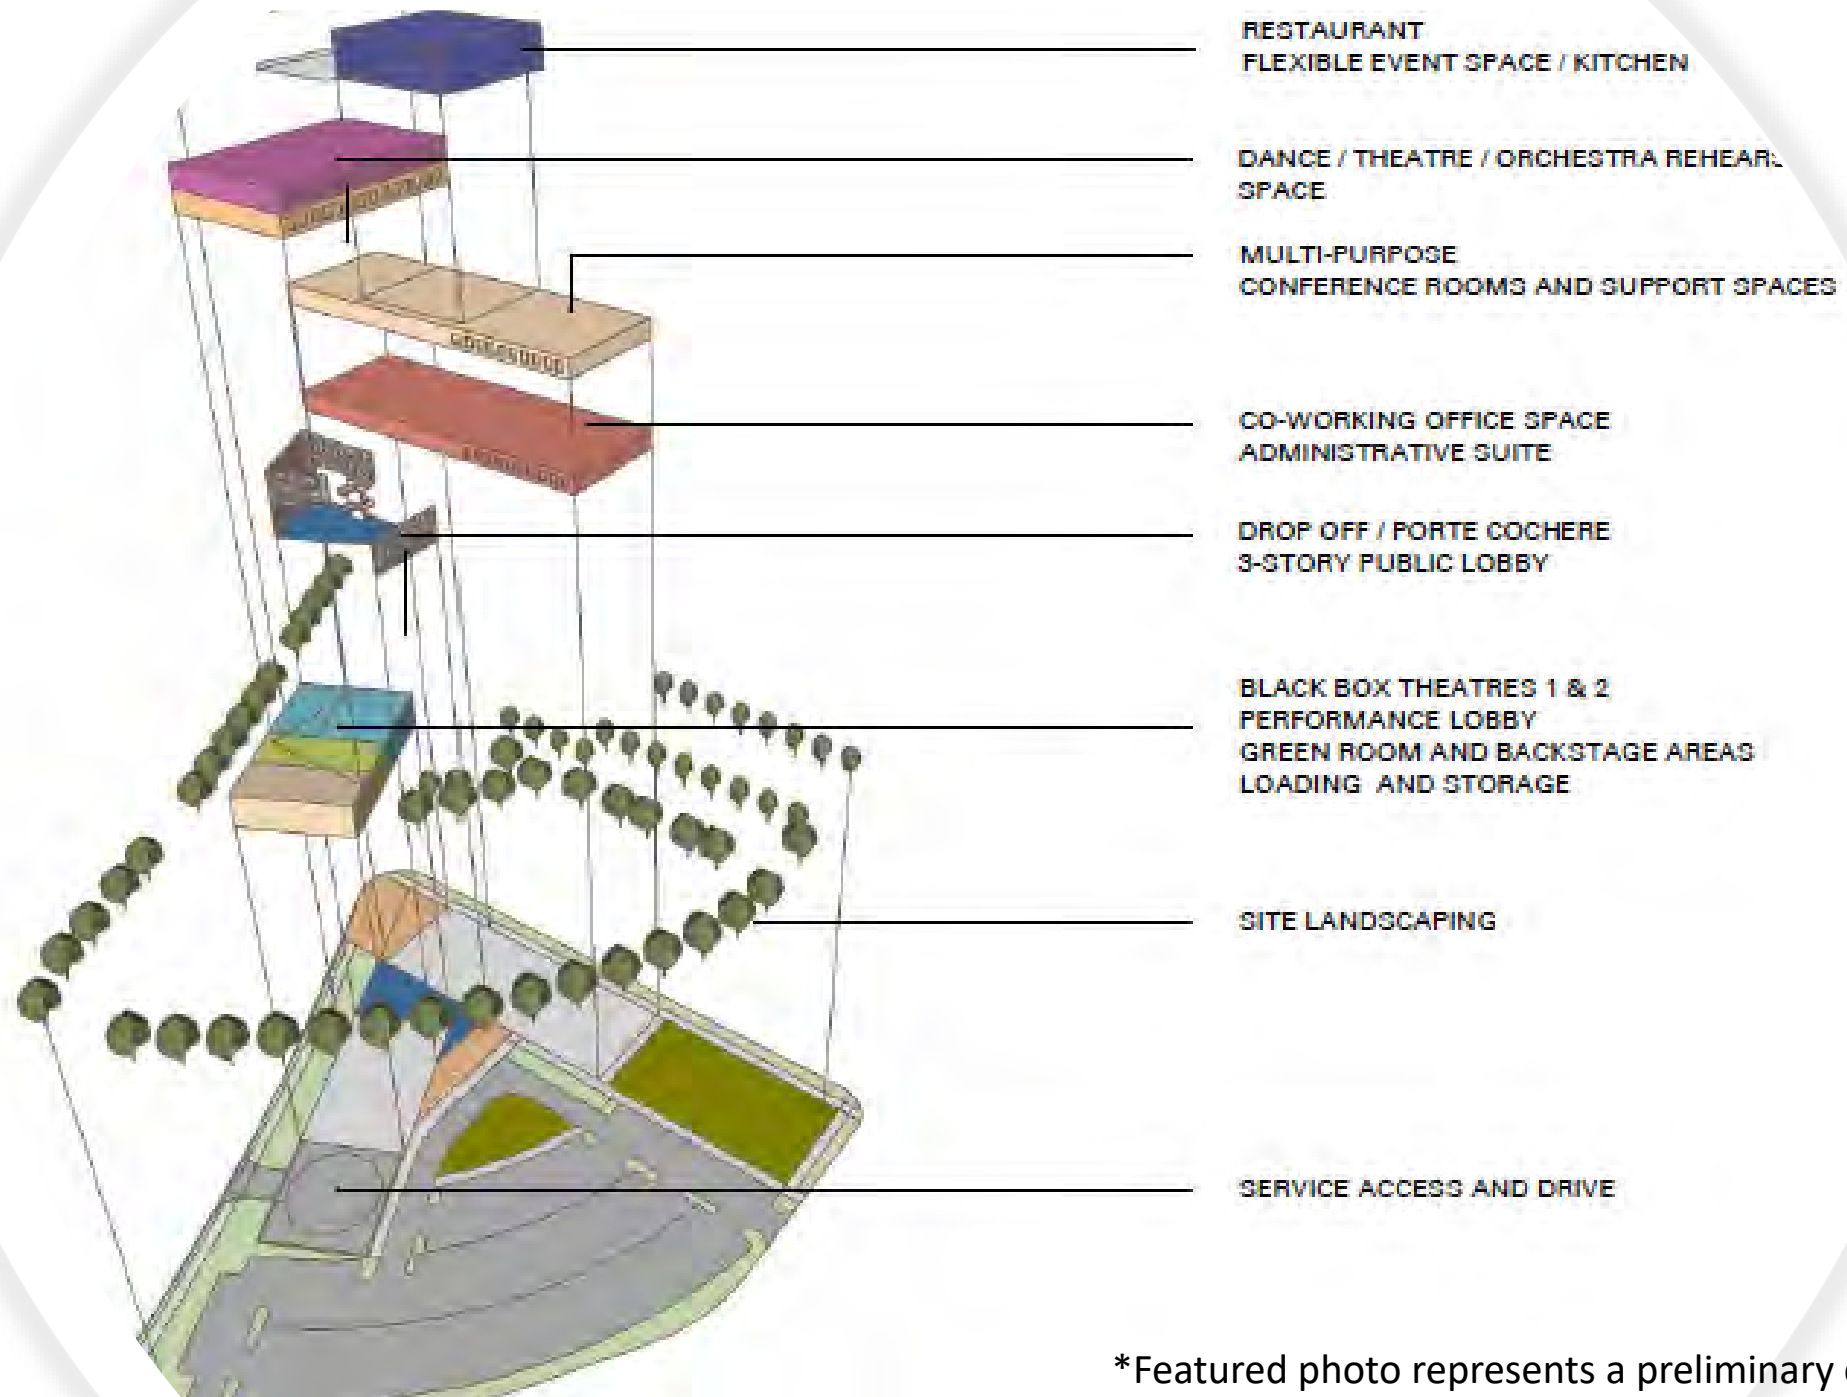 RESTAURANT
FLEXIBLE EVENT SPACE / KITCHEN
DANCE / THEATRE / ORCHESTRA
SPACE
MULTI-PURPOSE
CONFERENCE ROOMS AND SUPPORT SPACES
CO-WORKING OFFICE SPACE
ADMINISTRATIVE SUITE
DROP OFF / PORTE COCHERE
3-STORY PUBLIC LOBBY
BLACK BOX THEATRES 1 & 2
PERFORMANCE LOBBY
GREEN ROOM AND BACKSTAGE AREAS
LOADING AND STORAGE
SITE LANDSCAPING
SERVICE ACCESS AND DRIVE
*Featured photo represents a preliminary